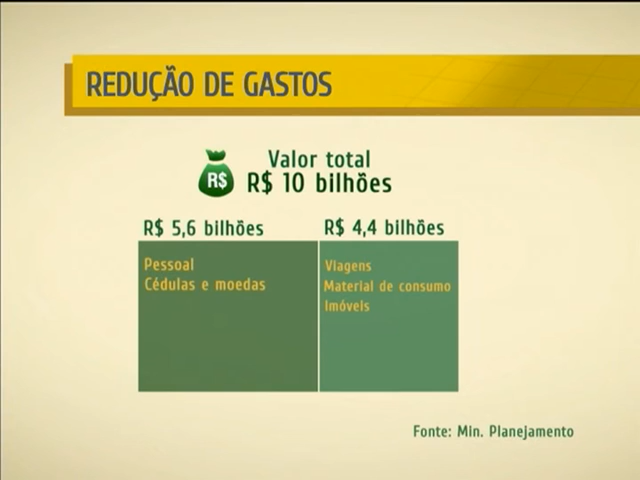 REDUÇÃO DE GASTOS
R$
Valor total
R$ 10 bilhões
R$ 5,6 bilhões
Pessoal
Cédulas e moedas
R$ 4,4 bilhões
Viagens
Material de consumo
Imóveis
Fonte: Min. Planejamento